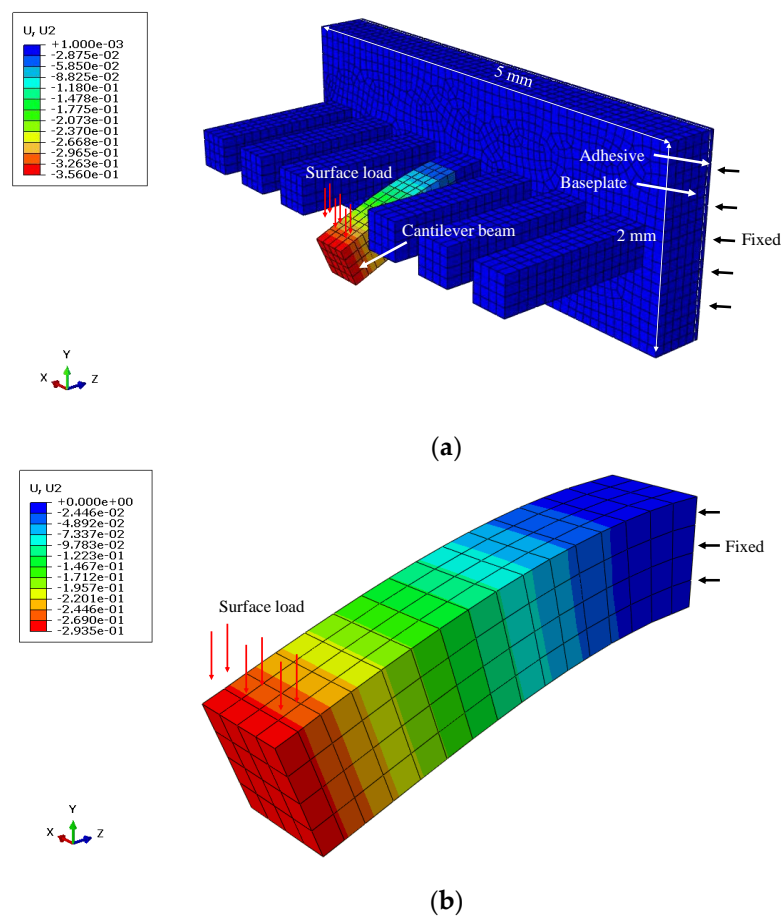 U, U2
+1.000e-03
-2.875e-02
-5.850e-02
-8.825e-02
-1.180e-01
-1.478e-01
-1.775e-01
-2.073e-01
-2.370e-01
-2.668e-01
-2.965e-01
-3.263e-01
-3.560e-01
5 mm
Surface load
Adhesive
Baseplate
Cantilever beam
2 mm
Fixed
Y
X
Z
(a)
U, U2
+0.000e+00
-2.446e-02
-4.892e-02
-7.337e-02
-9.783e-02
-1.223e-01
-1.467e-01
-1.712e-01
-1.957e-01
-2.201e-01
-2.446e-01
-2.690e-01
-2.935e-01
Fixed
Surface load
Y
X
Z
(b)